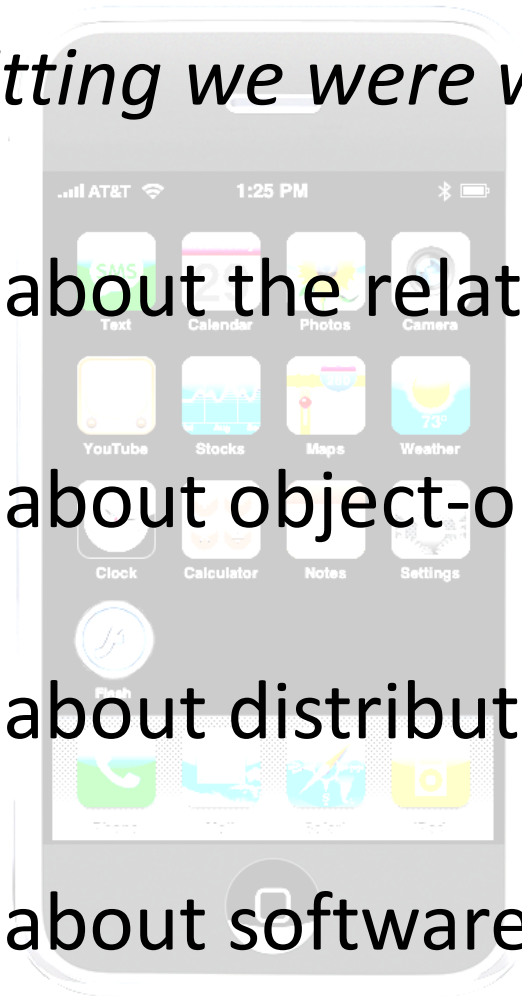 itting we were w
AT&T 1:25 PM
about the relat
Text Calendar Photos Camera
73°
YouTube Stocks Maps Weather
about object-o
Clock Calculator Notes Settings
about distribut
about software